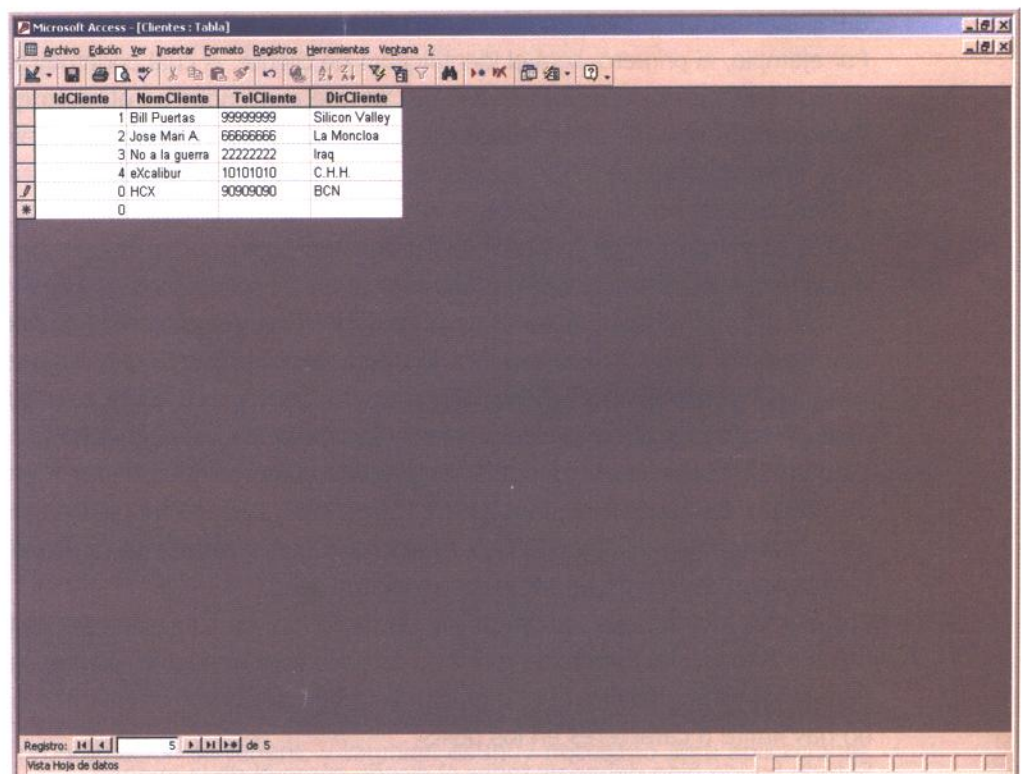 Microsoft Access - [Clientes : Tabla]
Archivo Edición Ver Insertar Formato Registros Herramientas Ventana ?
IdCliente NomCliente TelCliente DirCliente
1 Bill Puertas 99999999 Silicon Valley
2 Jose Mari A. 66666666 La Moncloa
3 No a la guerra 22222222 Iraq
4 eXcalibur 10101010 C.H.H.
0 HCX 90909090 BCN
0
Registro: 5 de 5
Vista Hoja de datos